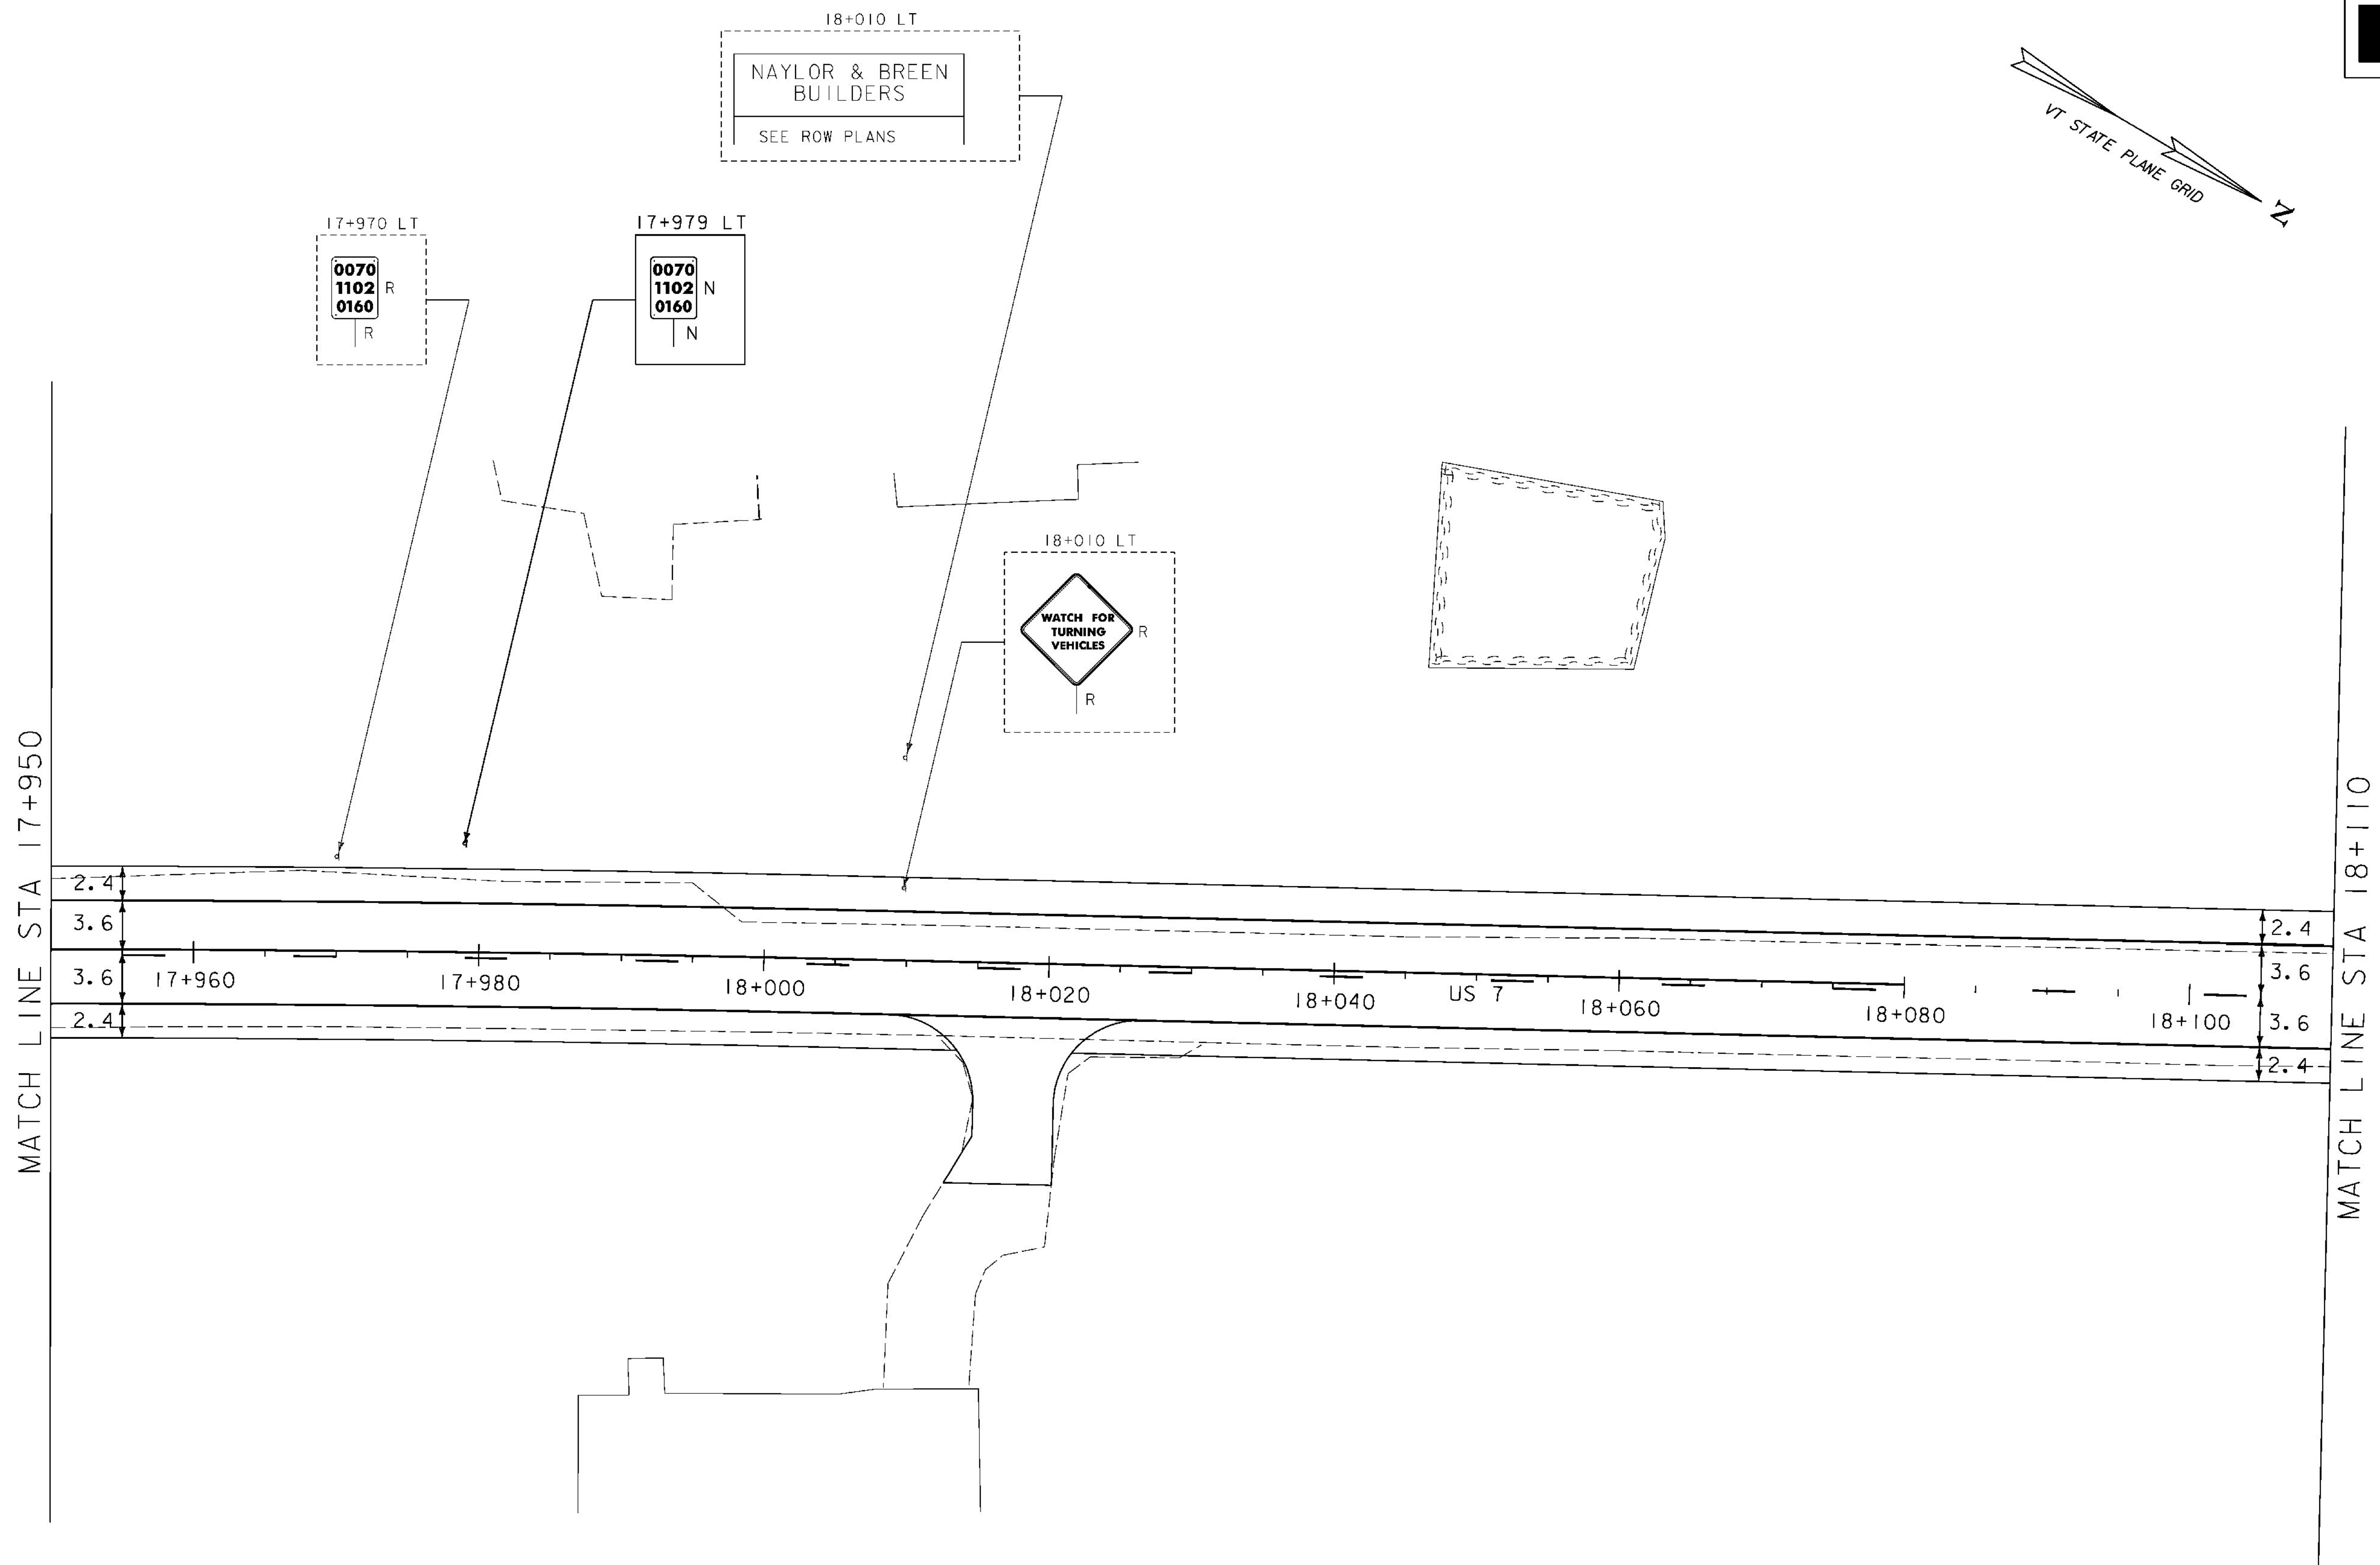 18+010 LT
NAYLOR & BREEN
BUILDERS
SEE ROW PLANS
VT STATE PLANE GRID
N
17+970 LT
0070
1102
0160
R
R
17+979 LT
0070
1102
0160
N
N
18+010 LT
WATCH FOR
TURNING
VEHICLES
R
R
MATCH LINE STA 17+950
2.4
3.6
3.6
2.4
17+960
17+980
18+000
18+020
18+040
US 7
18+060
18+080
18+100
2.4
3.6
3.6
2.4
MATCH LINE STA 18+110